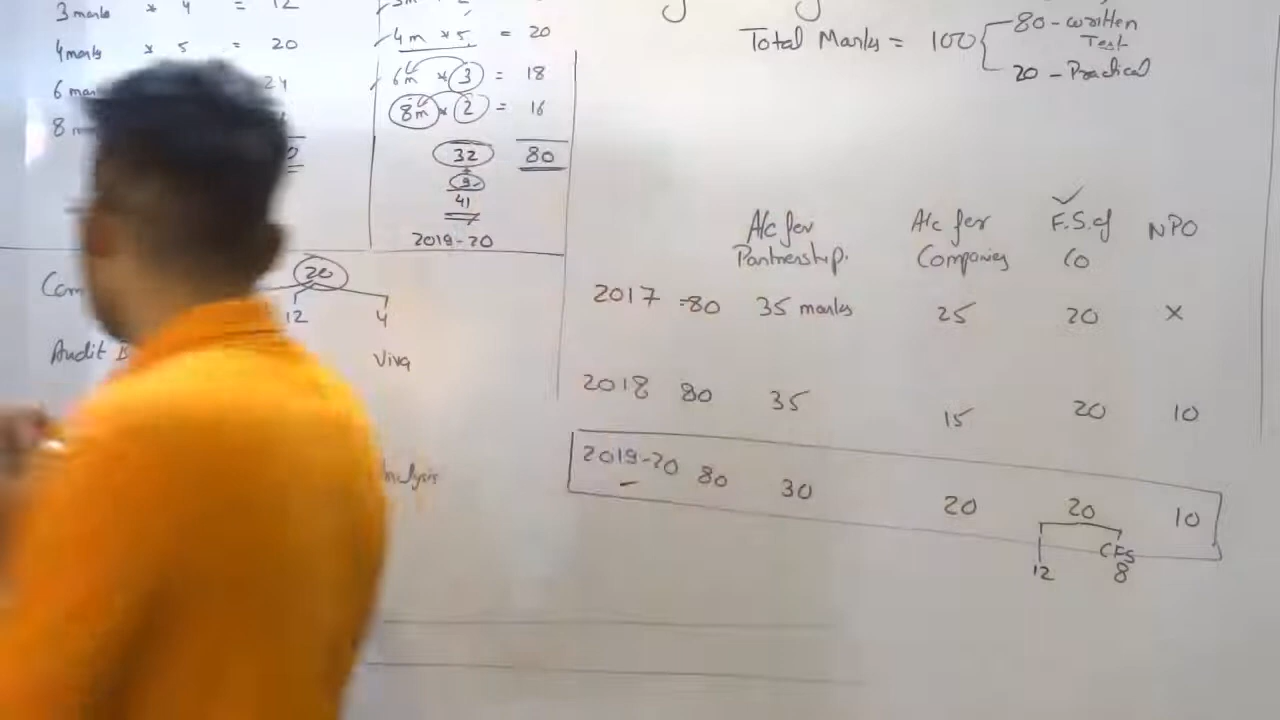 3 marks * 4 = 12
4 marks * 5 = 20
24
8
4m * 5 = 20
6m * 3 = 18
8m * 2 = 16
32 80
9
41
2019-20
Total Marks = 100
80 - written
Test
20 - Practical
A/c for Partnership.
A/c for Companies
F.S. of Co
NPO
2017 = 80 35 marks 25 20 X
2018 80 35 15 20 10
2019-20 80 30 20 20 10
12 CFS 8
20
12 4
Audit
Viva